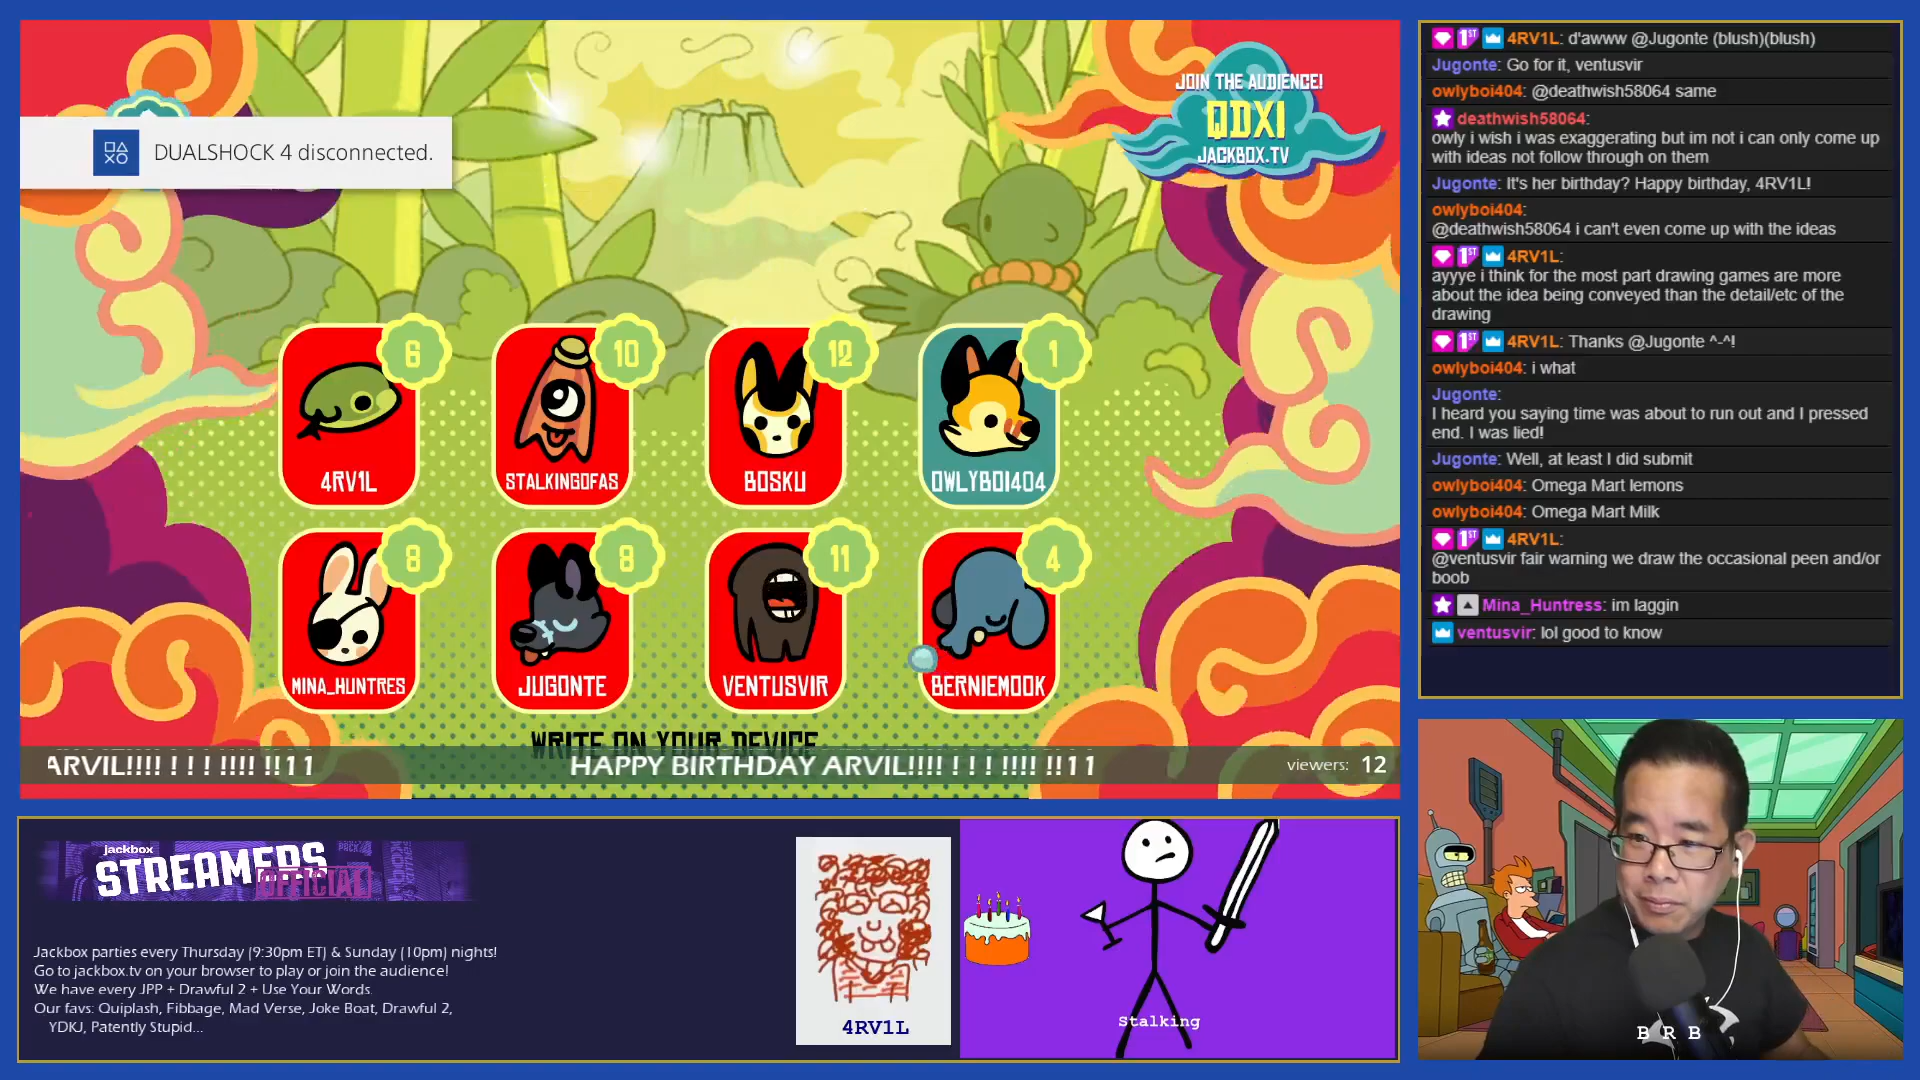 DUALSHOCK 4 disconnected.
JOIN THE AUDIENCE!
QDXI
JACKBOX.TV
6
10
12
1
4RV1L
STALKINGOFAS
BOSKU
OWLYBOI404
8
8
11
4
MINA_HUNTRES
JUGONTE
VENTUSVIR
BERNIEMOOK
WRITE ON YOUR DEVICE
ARVIL!!!! ! ! ! !!!! !!11
HAPPY BIRTHDAY ARVIL!!!! ! ! ! !!!! !!11
viewers: 12
1ST 4RV1L: d'awww @Jugonte (blush)(blush)
Jugonte: Go for it, ventusvir
owlyboi404: @deathwish58064 same
deathwish58064:
owly i wish i was exaggerating but im not i can only come up
with ideas not follow through on them
Jugonte: It's her birthday? Happy birthday, 4RV1L!
owlyboi404:
@deathwish58064 i can't even come up with the ideas
1ST 4RV1L:
ayyye i think for the most part drawing games are more
about the idea being conveyed than the detail/etc of the
drawing
1ST 4RV1L: Thanks @Jugonte ^-^!
owlyboi404: i what
Jugonte:
I heard you saying time was about to run out and I pressed
end. I was lied!
Jugonte: Well, at least I did submit
owlyboi404: Omega Mart lemons
owlyboi404: Omega Mart Milk
1ST 4RV1L:
@ventusvir fair warning we draw the occasional peen and/or
boob
Mina_Huntress: im laggin
ventusvir: lol good to know
jackbox
STREAMERS
OFFICIAL
Jackbox parties every Thursday (9:30pm ET) & Sunday (10pm) nights!
Go to jackbox.tv on your browser to play or join the audience!
We have every JPP + Drawful 2 + Use Your Words.
Our favs: Quiplash, Fibbage, Mad Verse, Joke Boat, Drawful 2,
YDKJ, Patently Stupid...
4RV1L
Stalking
B R B